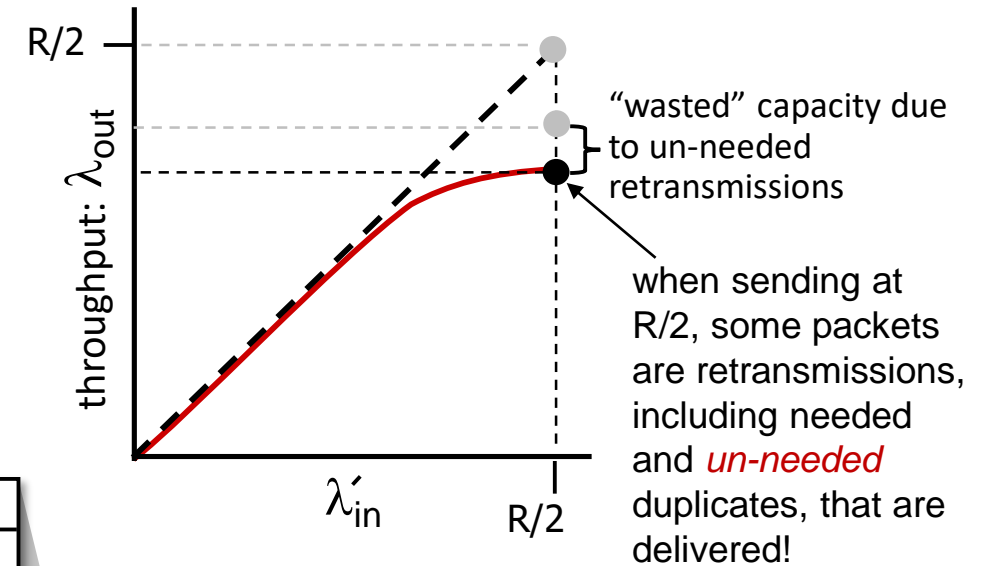 R/2
throughput: λout
“wasted” capacity due
to un-needed
retransmissions
when sending at
R/2, some packets
are retransmissions,
including needed
and un-needed
duplicates, that are
delivered!
λ′in
R/2